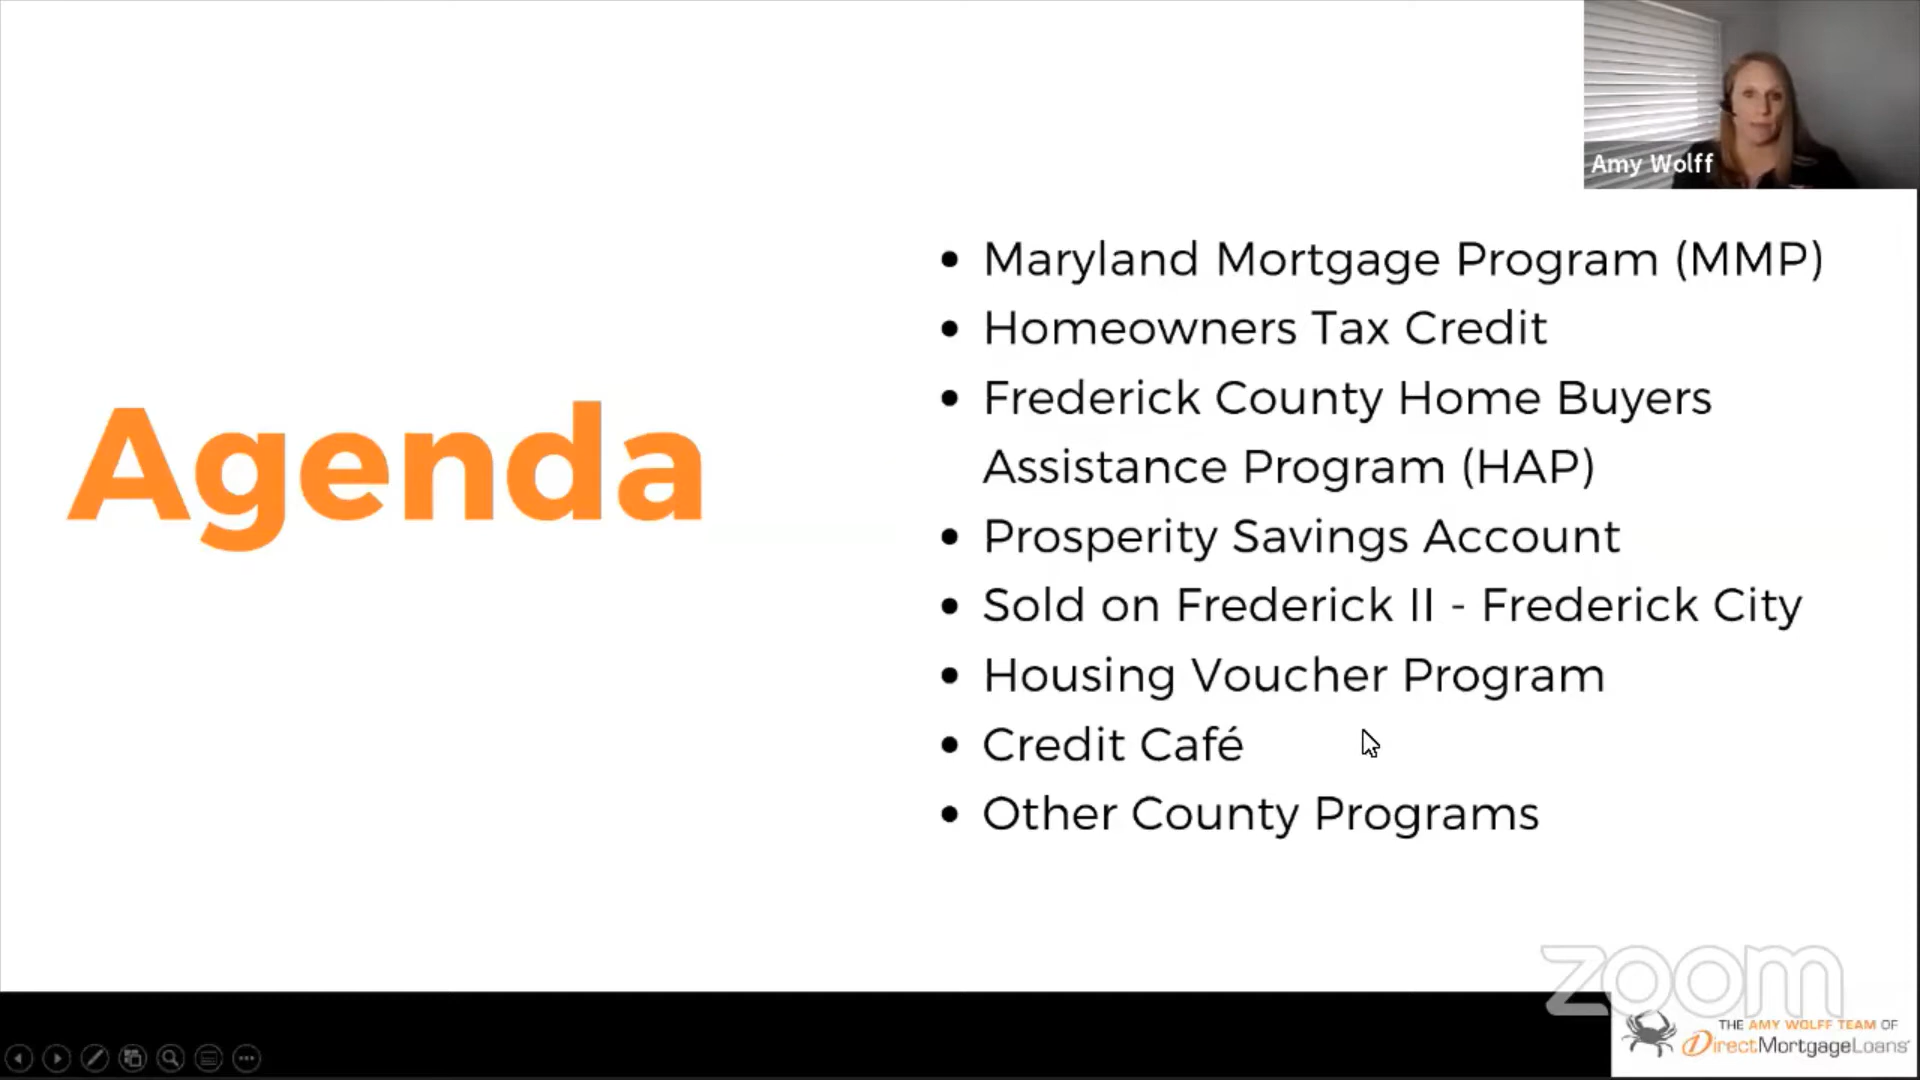 Amy Wolff
Agenda
• Maryland Mortgage Program (MMP)
• Homeowners Tax Credit
• Frederick County Home Buyers
Assistance Program (HAP)
• Prosperity Savings Account
• Sold on Frederick II - Frederick City
• Housing Voucher Program
• Credit Café
• Other County Programs
zoom
THE AMY WOLFF TEAM OF
DirectMortgageLoans